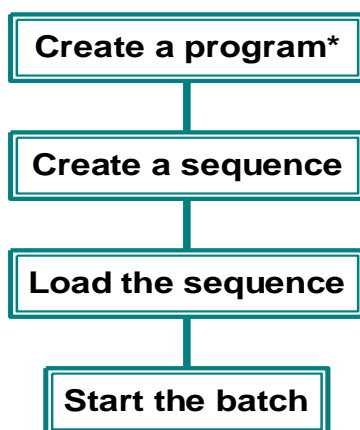 Create a program*
Create a sequence
Load the sequence
Start the batch